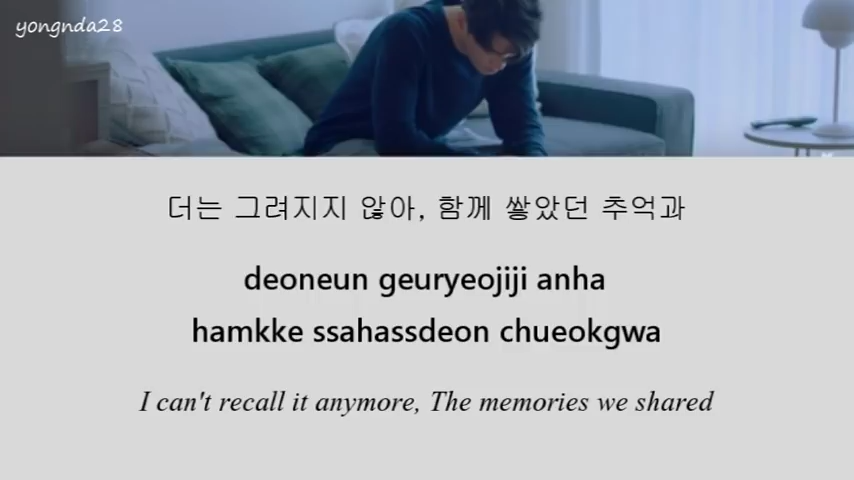 yongnda28
더는 그려지지 않아, 함께 쌓았던 추억과
deoneun geuryeojiji anha
hamkke ssahassdeon chueokgwa
I can't recall it anymore, The memories we shared